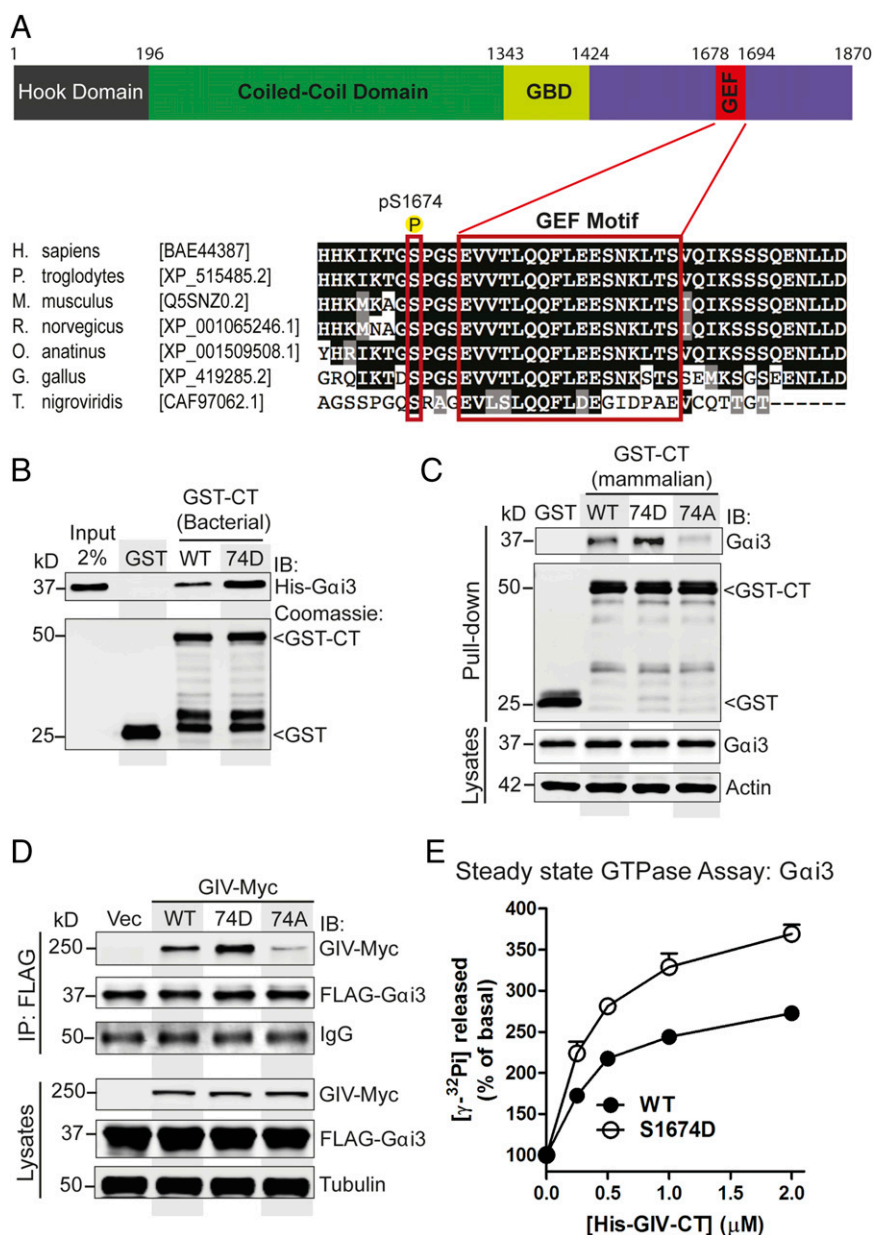 A
1 196 1343 1424 1678 1694 1870
Hook Domain Coiled-Coil Domain GBD GEF
pS1674
P GEF Motif
H. sapiens [BAE44387] HHKIKTGSPGSEVVTLQQFLEESNKLTSVQIKSSSQENLLD
P. troglodytes [XP_515485.2] HHKIKTGSPGSEVVTLQQFLEESNKLTSVQIKSSSQENLLD
M. musculus [Q5SNZ0.2] HHKMKAGSPGSEVVTLQQFLEESNKLTSIQIKSSSQENLLD
R. norvegicus [XP_001065246.1] HHKMNAGSPGSEVVTLQQFLEESNKLTSIQIKSSSQENLLD
O. anatinus [XP_001509508.1] YHRIKTGSPGSEVVTLQQFLEESNKLTSVQIKSSSQENLLD
G. gallus [XP_419285.2] GRQIKTDSPGSEVVTLQQFLEESNKSTSSEMKSGSEENLLD
T. nigroviridis [CAF97062.1] AGSSPGQSRAGEVLSLQQFLDEGIDPAEVCQTTGT------
B
GST-CT
(Bacterial)
Input
kD 2% GST WT 74D IB:
37 His-Gαi3
Coomassie:
50 <GST-CT
25 <GST
C
GST-CT
(mammalian)
kD GST WT 74D 74A IB:
37 Gαi3
50 <GST-CT
Pull-down
25 <GST
37 Gαi3
Lysates
42 Actin
D
GIV-Myc
kD Vec WT 74D 74A IB:
250 GIV-Myc
IP: FLAG
37 FLAG-Gαi3
50 IgG
250 GIV-Myc
Lysates
37 FLAG-Gαi3
50 Tubulin
E
Steady state GTPase Assay: Gαi3
400
350
300
250
200
150
100
[γ-³²Pi] released
(% of basal)
WT
S1674D
0.0 0.5 1.0 1.5 2.0
[His-GIV-CT] (μM)